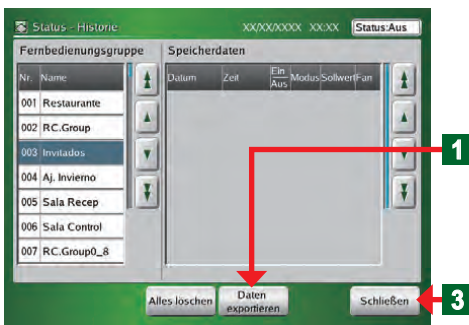 Status - Historie XX/XX/XXXX XX:XX Status:Aus
Fernbedienungsgruppe Speicherdaten
Nr. Name Datum Zeit Ein Aus Modus Sollwert Fan
001 Restaurante
002 RC.Group
003 Invitados
1
004 Aj. Invierno
005 Sala Recep
006 Sala Control
007 RC.Group0_8
Alles löschen Daten exportieren Schließen 3